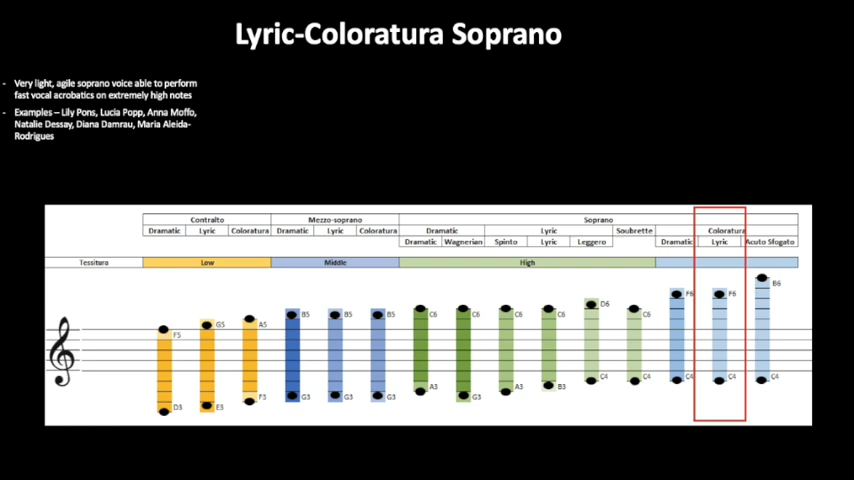 Lyric-Coloratura Soprano
- Very light, agile soprano voice able to perform
fast vocal acrobatics on extremely high notes
- Examples – Lily Pons, Lucia Popp, Anna Moffo,
Natalie Dessay, Diana Damrau, Maria Aleida-
Rodrigues
Contralto Mezzo-soprano Soprano
Dramatic Lyric Coloratura Dramatic Lyric Coloratura Dramatic Lyric Soubrette Coloratura
Dramatic Wagnerian Spinto Lyric Leggero Dramatic Lyric Acuto Sfogato
Tessitura Low Middle High
B6
F6 F6
D6
B5 B5 B5 C6 C6 C6 C6 C6
F5 G5 A5
C4 C4 C4 C4 C4
A3 A3 B3
G3 G3 G3 G3
D3 E3 F3